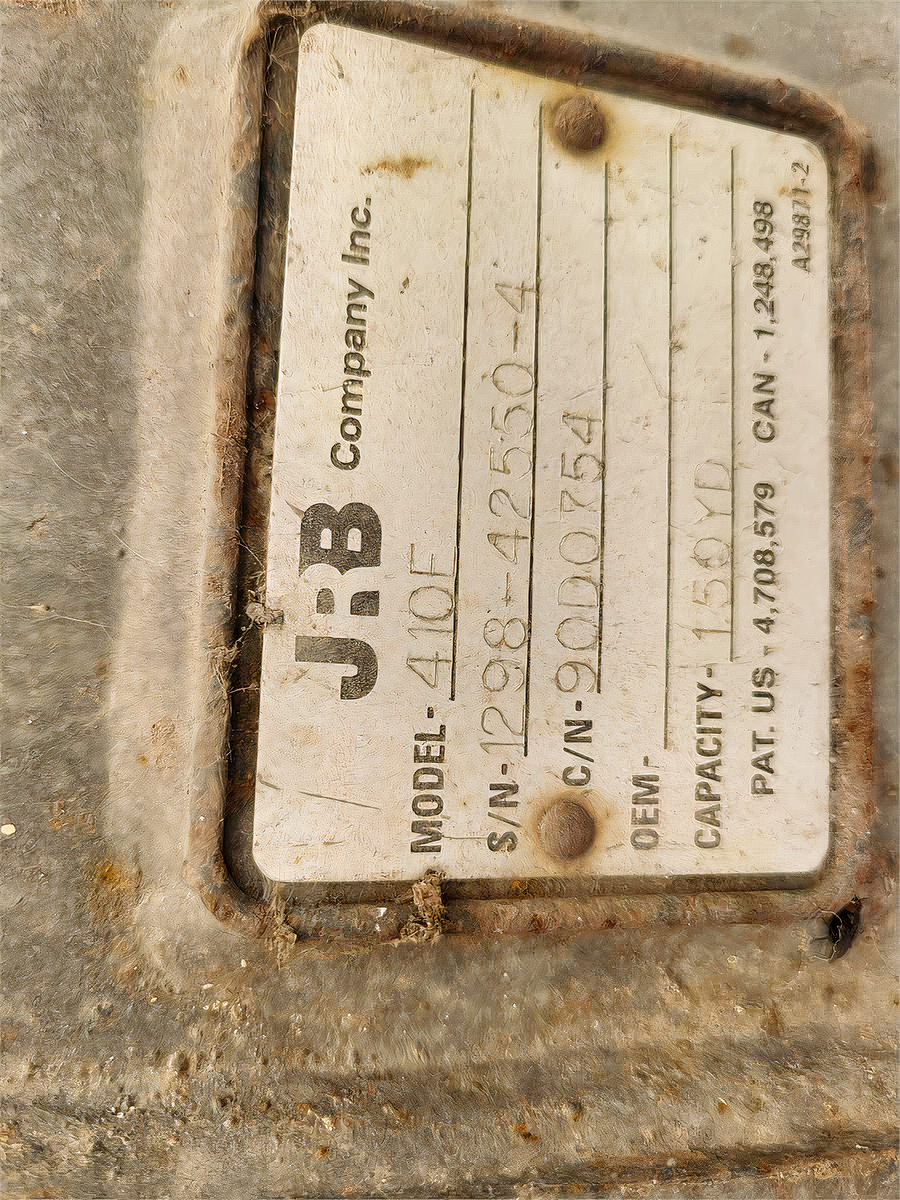 JRB Company Inc.
MODEL- 410E
S/N- 1298-42550-4
C/N- 90D0754
OEM-
CAPACITY- 1.50YD
PAT. US - 4,708,579 CAN - 1,248,498
A29871-2